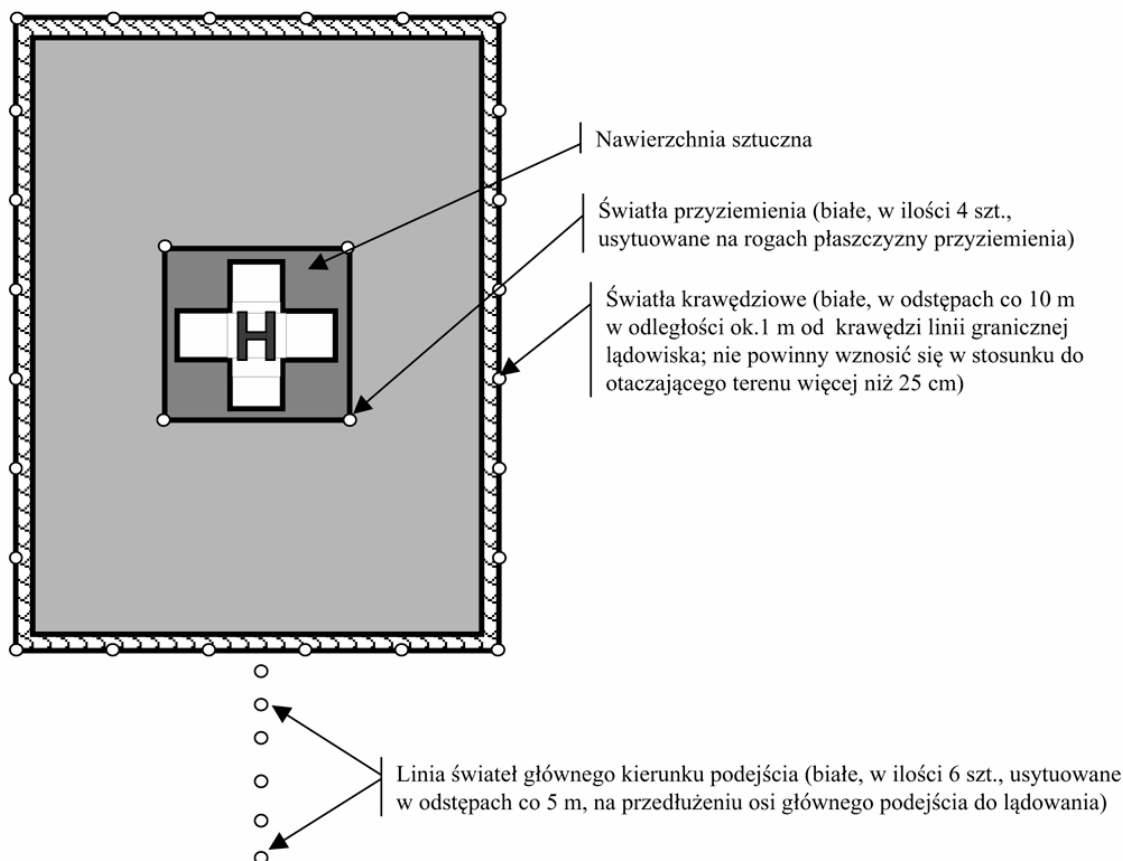 Nawierzchnia sztuczna
Światła przyziemienia (białe, w ilości 4 szt.,
usytuowane na rogach płaszczyzny przyziemienia)
Światła krawędziowe (białe, w odstępach co 10 m
w odległości ok.1 m od krawędzi linii granicznej
lądowiska; nie powinny wznosić się w stosunku do
otaczającego terenu więcej niż 25 cm)
H
Linia świateł głównego kierunku podejścia (białe, w ilości 6 szt., usytuowane
w odstępach co 5 m, na przedłużeniu osi głównego podejścia do lądowania)